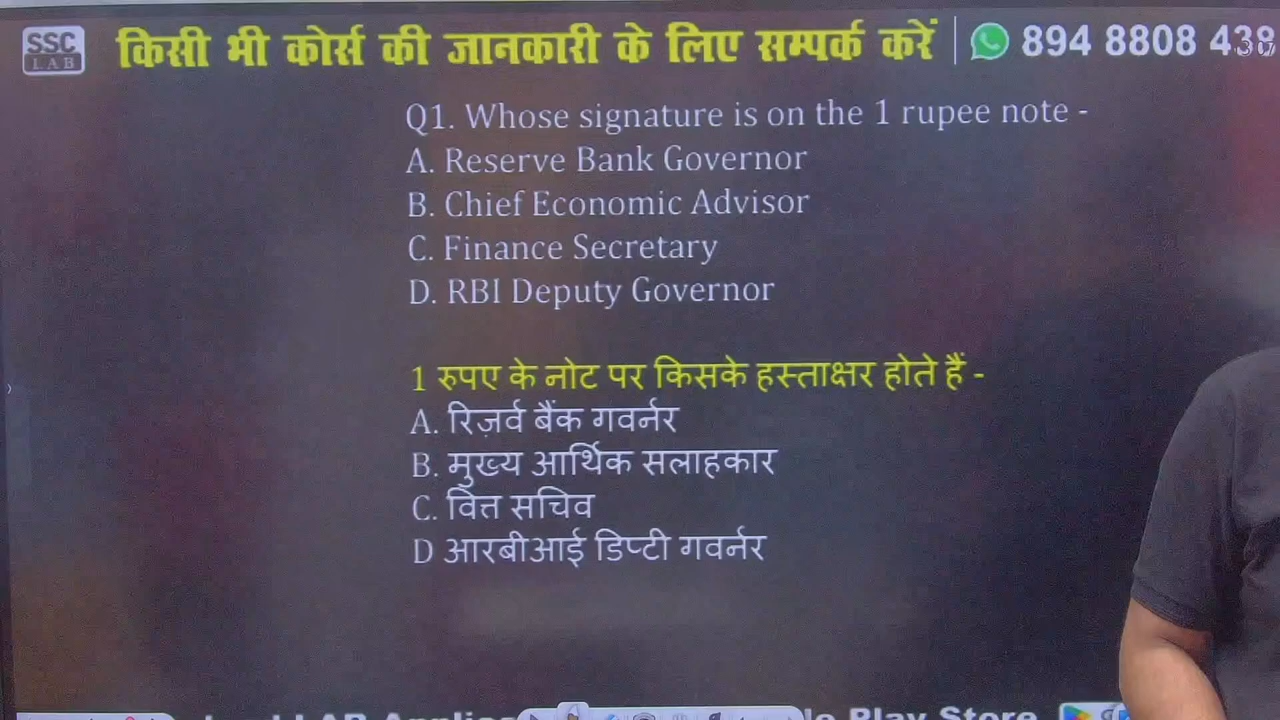 SSC
LAB
किसी भी कोर्स की जानकारी के लिए सम्पर्क करें
894 8808 438
Q1. Whose signature is on the 1 rupee note -
A. Reserve Bank Governor
B. Chief Economic Advisor
C. Finance Secretary
D. RBI Deputy Governor
1 रुपए के नोट पर किसके हस्ताक्षर होते हैं -
A. रिज़र्व बैंक गवर्नर
B. मुख्य आर्थिक सलाहकार
C. वित्त सचिव
D आरबीआई डिप्टी गवर्नर
LAB Play Store